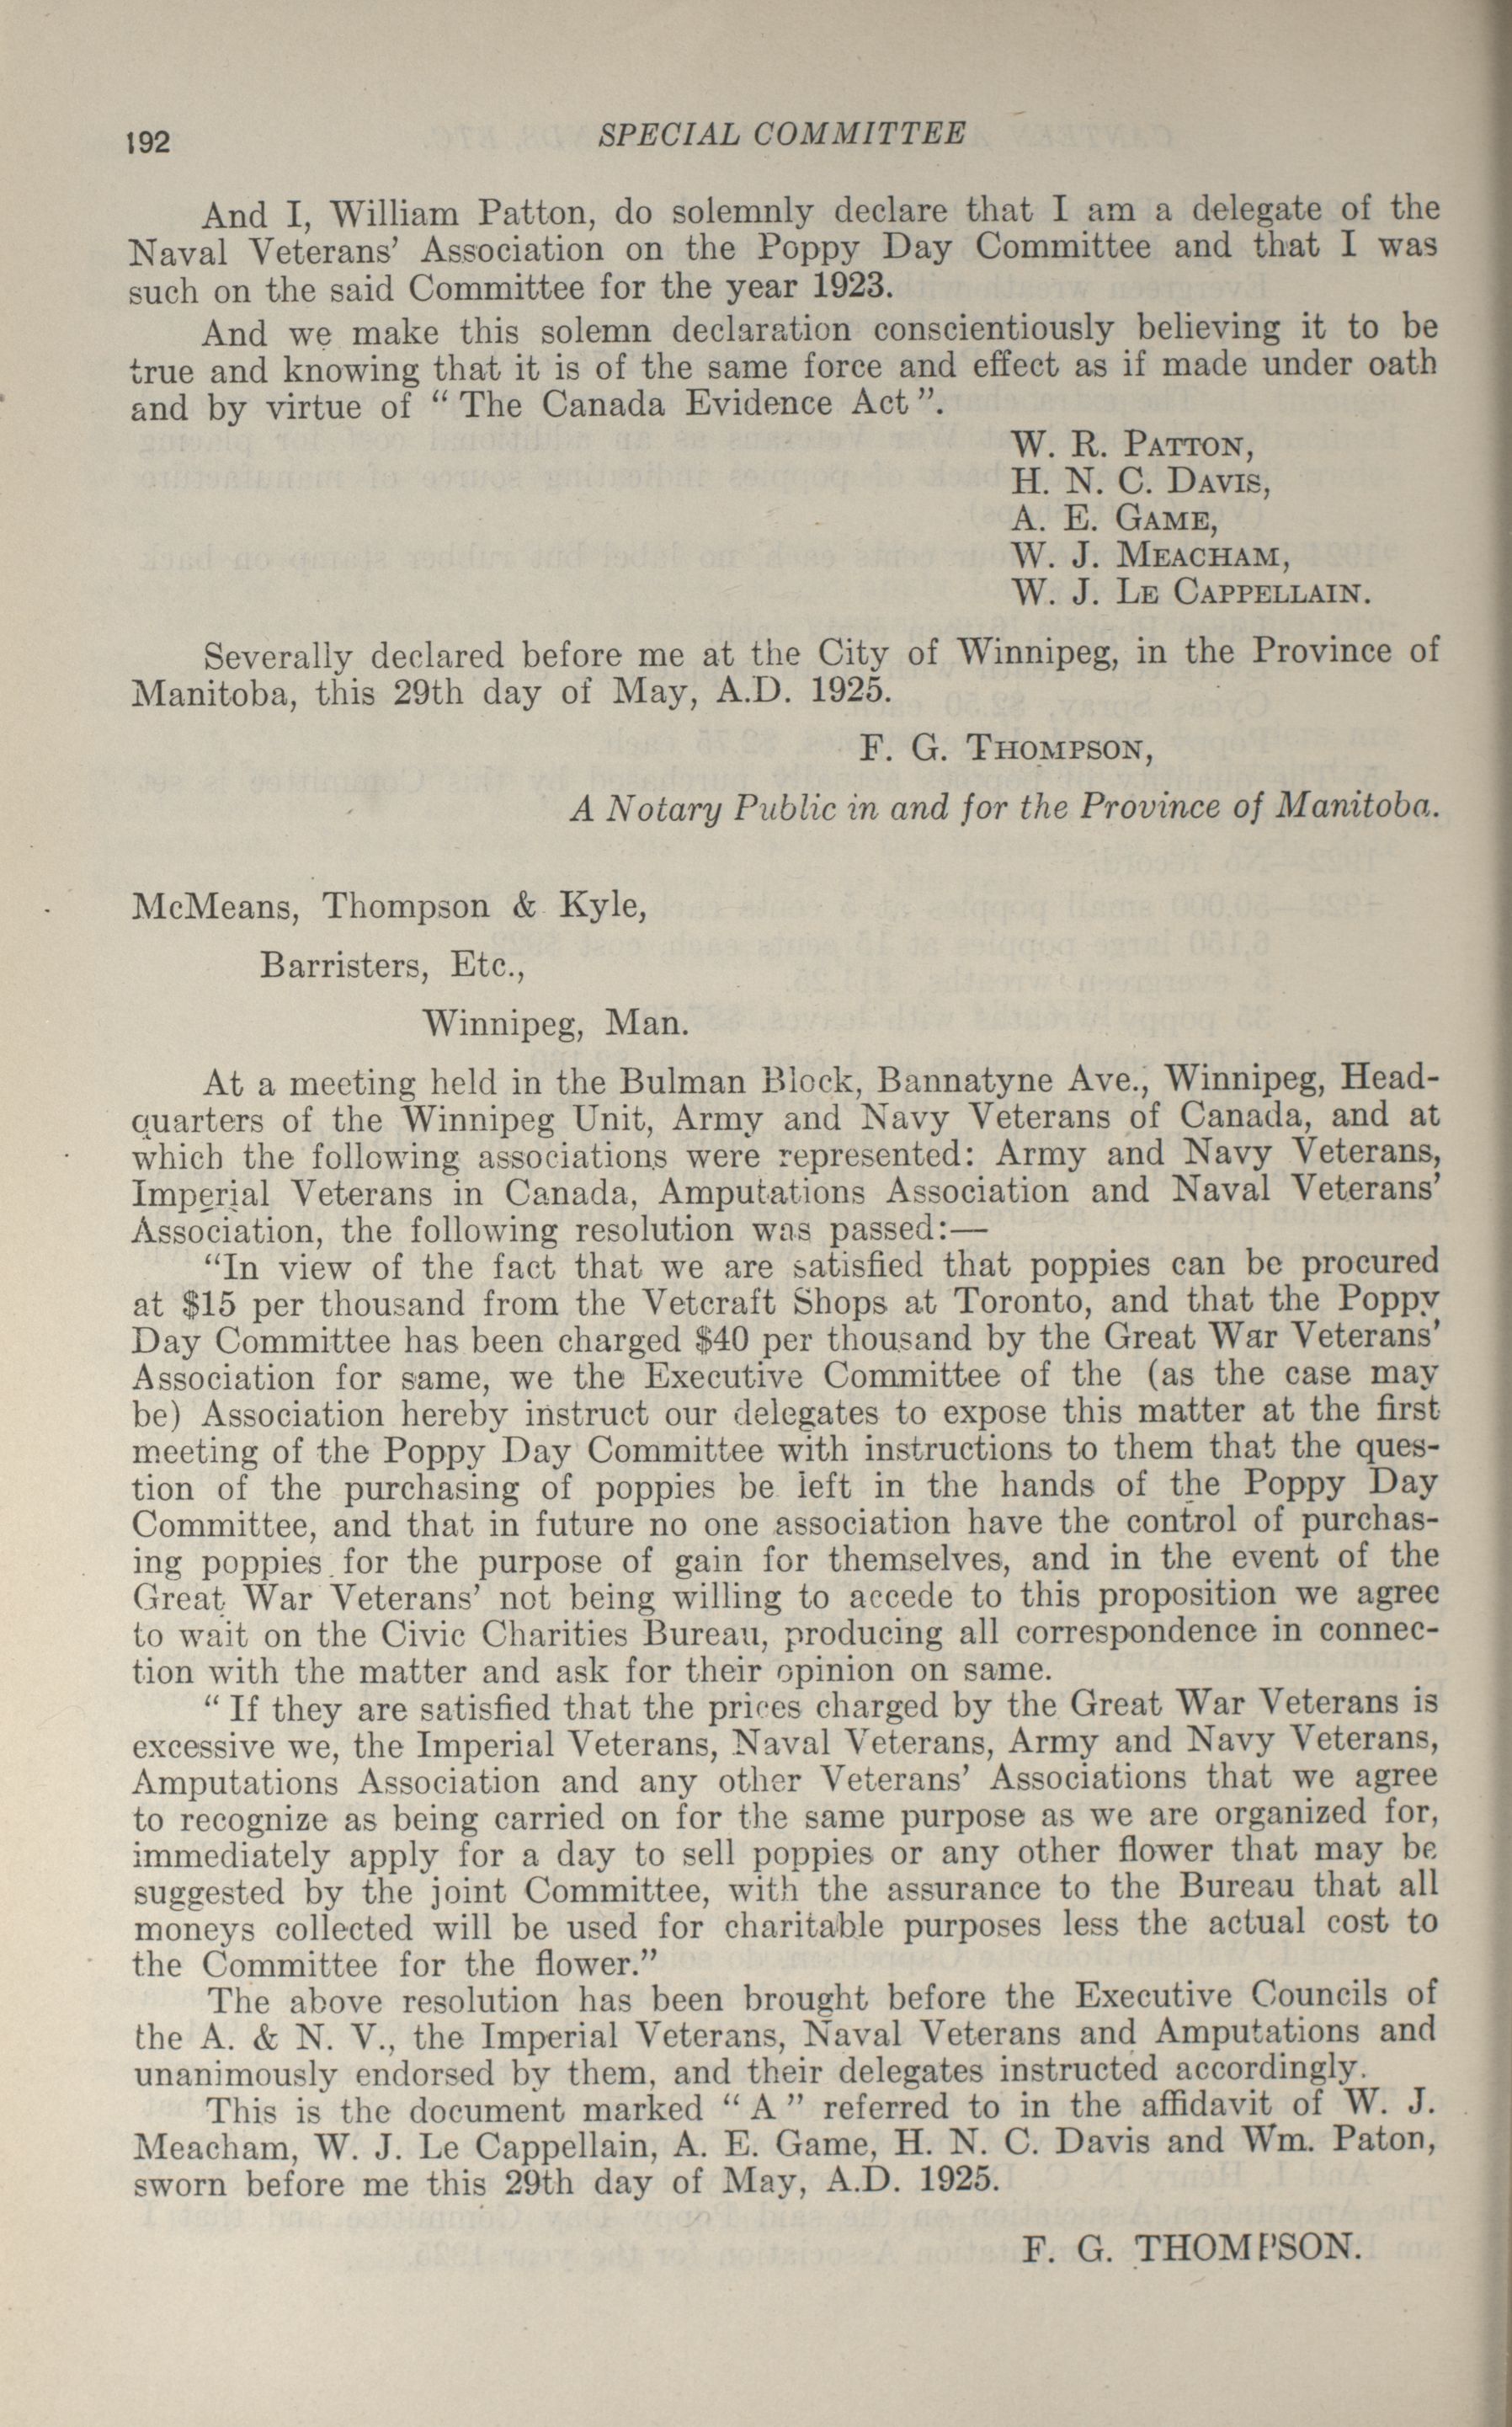 192
SPECIAL COMMITTEE
And I, William Patton, do solemnly declare that I am a delegate of the
Naval Veterans' Association on the Poppy Day Committee and that I was
such on the said Committee for the year 1923.
And we make this solemn declaration conscientiously believing it to be
true and knowing that it is of the same force and effect as if made under oath
and by virtue of " The Canada Evidence Act ".
W. R. PATTON,
H. N. C. DAVIS,
A. E. GAME,
W. J. MEACHAM,
W. J. LE CAPPELLAIN.
Severally declared before me at the City of Winnipeg, in the Province of
Manitoba, this 29th day of May, A.D. 1925.
F. G. THOMPSON,
A Notary Public in and for the Province of Manitoba.
McMeans, Thompson & Kyle,
Barristers, Etc.,
Winnipeg, Man.
At a meeting held in the Bulman Block, Bannatyne Ave., Winnipeg, Head-
quarters of the Winnipeg Unit, Army and Navy Veterans of Canada, and at
which the following associations were represented: Army and Navy Veterans,
Imperial Veterans in Canada, Amputations Association and Naval Veterans'
Association, the following resolution was passed:—
"In view of the fact that we are satisfied that poppies can be procured
at $15 per thousand from the Vetcraft Shops at Toronto, and that the Poppy
Day Committee has been charged $40 per thousand by the Great War Veterans'
Association for same, we the Executive Committee of the (as the case may
be) Association hereby instruct our delegates to expose this matter at the first
meeting of the Poppy Day Committee with instructions to them that the ques-
tion of the purchasing of poppies be left in the hands of the Poppy Day
Committee, and that in future no one association have the control of purchas-
ing poppies for the purpose of gain for themselves, and in the event of the
Great War Veterans' not being willing to accede to this proposition we agree
to wait on the Civic Charities Bureau, producing all correspondence in connec-
tion with the matter and ask for their opinion on same.
" If they are satisfied that the prices charged by the Great War Veterans is
excessive we, the Imperial Veterans, Naval Veterans, Army and Navy Veterans,
Amputations Association and any other Veterans' Associations that we agree
to recognize as being carried on for the same purpose as we are organized for,
immediately apply for a day to sell poppies or any other flower that may be
suggested by the joint Committee, with the assurance to the Bureau that all
moneys collected will be used for charitable purposes less the actual cost to
the Committee for the flower."
The above resolution has been brought before the Executive Councils of
the A. & N. V., the Imperial Veterans, Naval Veterans and Amputations and
unanimously endorsed by them, and their delegates instructed accordingly.
This is the document marked " A " referred to in the affidavit of W. J.
Meacham, W. J. Le Cappellain, A. E. Game, H. N. C. Davis and Wm. Paton,
sworn before me this 29th day of May, A.D. 1925.
F. G. THOMPSON.